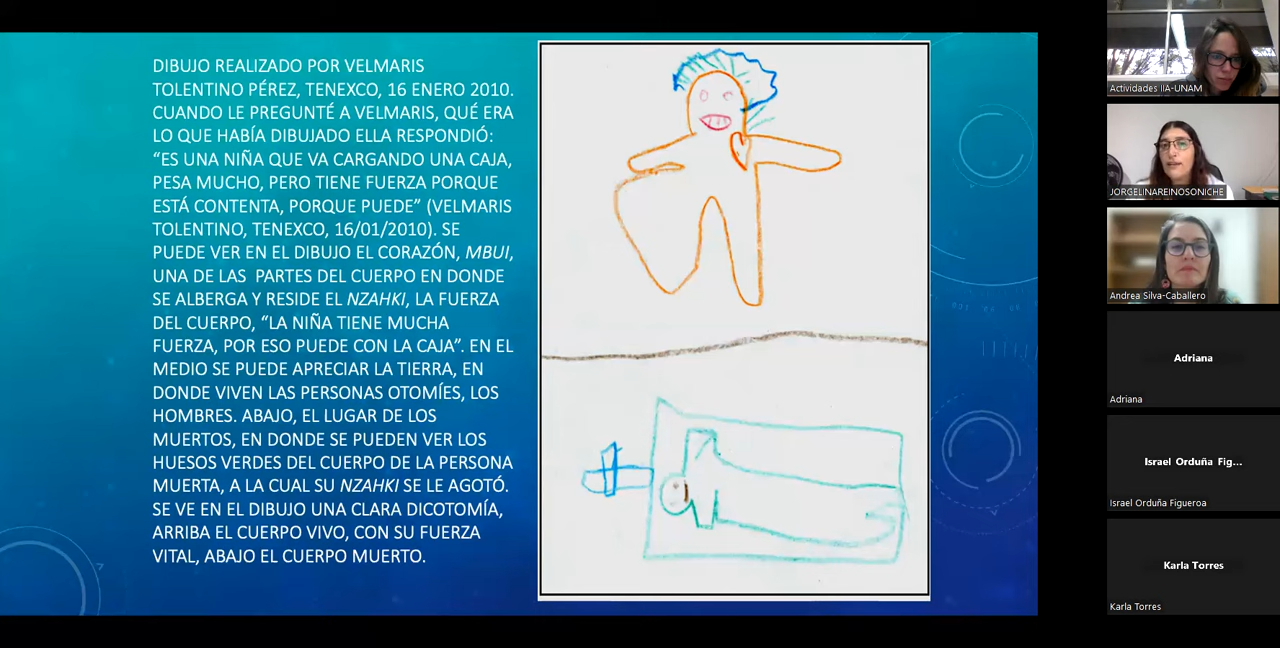 DIBUJO REALIZADO POR VELMARIS
TOLENTINO PÉREZ, TENEXCO, 16 ENERO 2010.
CUANDO LE PREGUNTÉ A VELMARIS, QUÉ ERA
LO QUE HABÍA DIBUJADO ELLA RESPONDIÓ:
“ES UNA NIÑA QUE VA CARGANDO UNA CAJA,
PESA MUCHO, PERO TIENE FUERZA PORQUE
ESTÁ CONTENTA, PORQUE PUEDE” (VELMARIS
TOLENTINO, TENEXCO, 16/01/2010). SE
PUEDE VER EN EL DIBUJO EL CORAZÓN, MBUI,
UNA DE LAS PARTES DEL CUERPO EN DONDE
SE ALBERGA Y RESIDE EL NZAHKI, LA FUERZA
DEL CUERPO, “LA NIÑA TIENE MUCHA
FUERZA, POR ESO PUEDE CON LA CAJA”. EN EL
MEDIO SE PUEDE APRECIAR LA TIERRA, EN
DONDE VIVEN LAS PERSONAS OTOMÍES, LOS
HOMBRES. ABAJO, EL LUGAR DE LOS
MUERTOS, EN DONDE SE PUEDEN VER LOS
HUESOS VERDES DEL CUERPO DE LA PERSONA
MUERTA, A LA CUAL SU NZAHKI SE LE AGOTÓ.
SE VE EN EL DIBUJO UNA CLARA DICOTOMÍA,
ARRIBA EL CUERPO VIVO, CON SU FUERZA
VITAL, ABAJO EL CUERPO MUERTO.
Actividades IIA-UNAM
JORGELINAREINOSONICHE
Andrea Silva-Caballero
Adriana
Adriana
Israel Orduña Fig...
Israel Orduña Figueroa
Karla Torres
Karla Torres